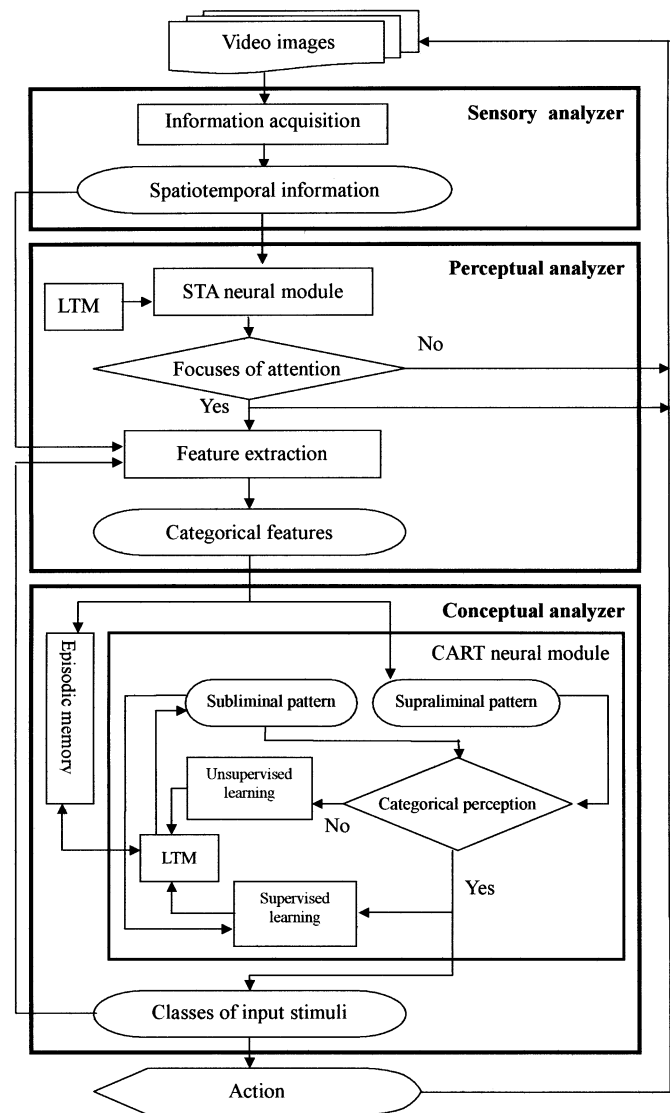 Video images
Sensory analyzer
Information acquisition
Spatiotemporal information
Perceptual analyzer
STA neural module
LTM
Focuses of attention
No
Yes
Feature extraction
Categorical features
Conceptual analyzer
Episodic memory
CART neural module
Subliminal pattern
Supraliminal pattern
Unsupervised
learning
Categorical perception
No
LTM
Yes
Supervised
learning
Classes of input stimuli
Action